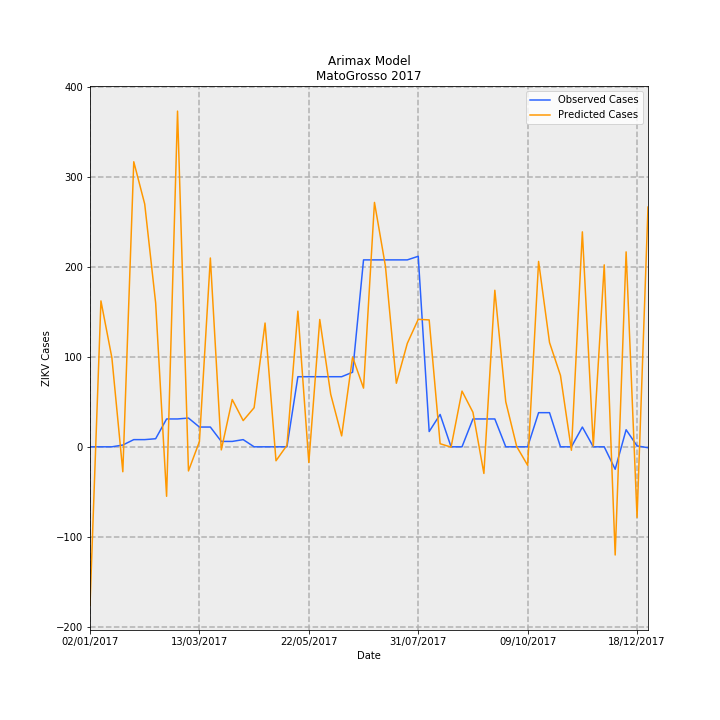 Arimax Model
MatoGrosso 2017
Observed Cases
Predicted Cases
400
300
200
100
0
−100
−200
ZIKV Cases
02/01/2017
13/03/2017
22/05/2017
31/07/2017
09/10/2017
18/12/2017
Date